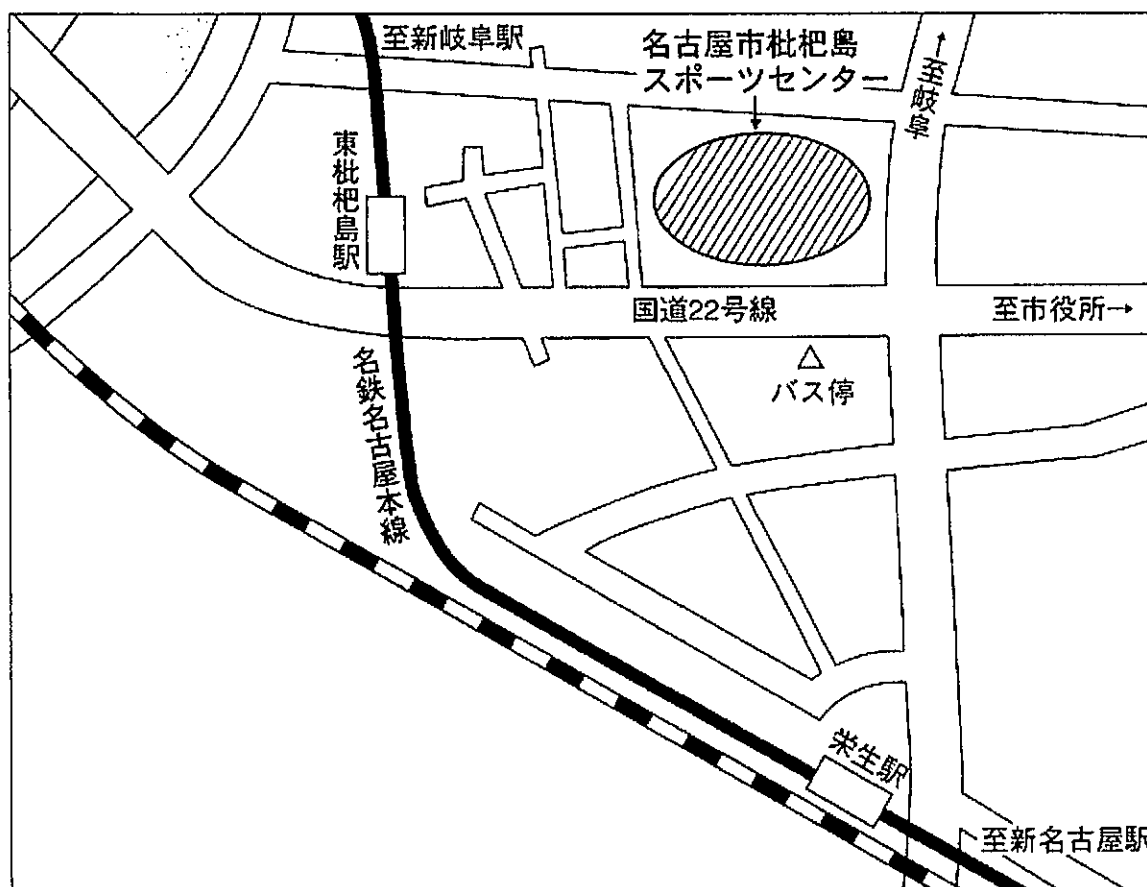 至新岐阜駅
名古屋市枇杷島
スポーツセンター
→至岐阜
東枇杷島駅
国道22号線
至市役所→
バス停
名鉄名古屋本線
栄生駅
至新名古屋駅